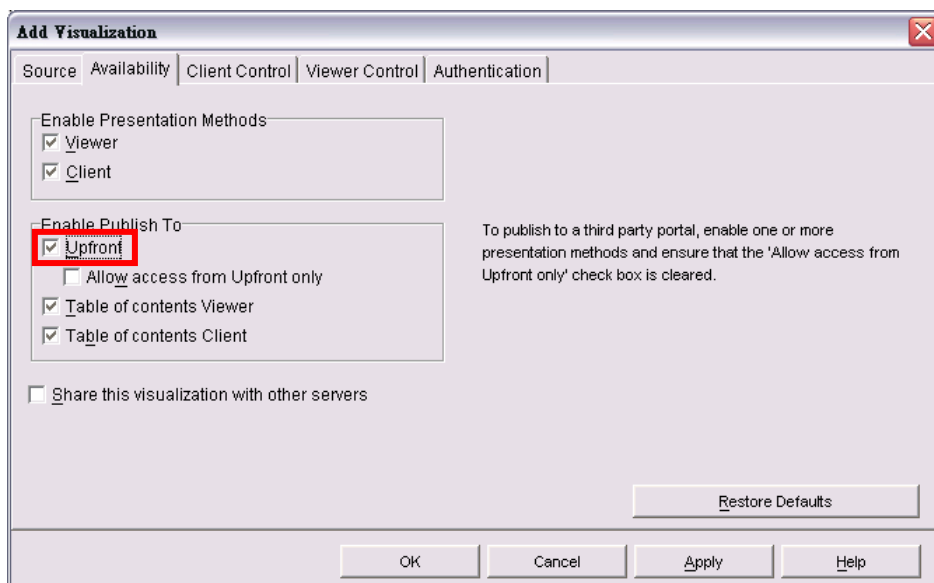 Add Visualization
Source Availability Client Control Viewer Control Authentication
Enable Presentation Methods
Viewer
Client
Enable Publish To
Upfront
Allow access from Upfront only
Table of contents Viewer
Table of contents Client
To publish to a third party portal, enable one or more
presentation methods and ensure that the 'Allow access from
Upfront only' check box is cleared.
Share this visualization with other servers
Restore Defaults
OK Cancel Apply Help